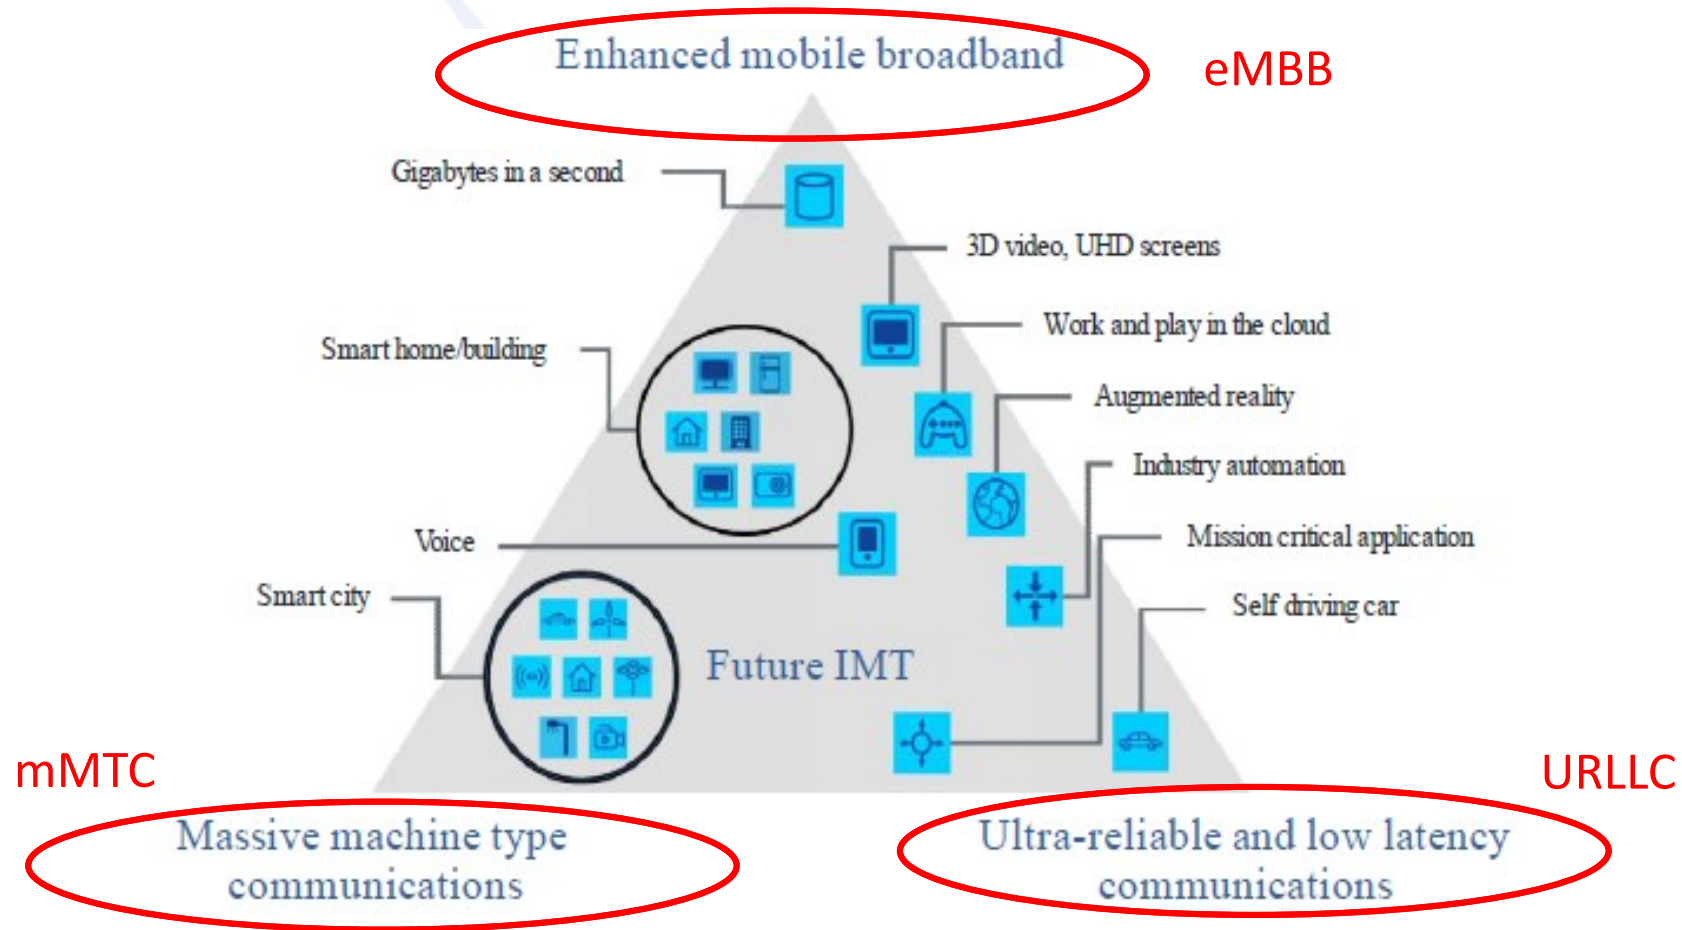 Enhanced mobile broadband
eMBB
Gigabytes in a second
3D video, UHD screens
Work and play in the cloud
Smart home/building
Augmented reality
Industry automation
Voice
Mission critical application
Smart city
Self driving car
Future IMT
mMTC
URLLC
Massive machine type
communications
Ultra-reliable and low latency
communications